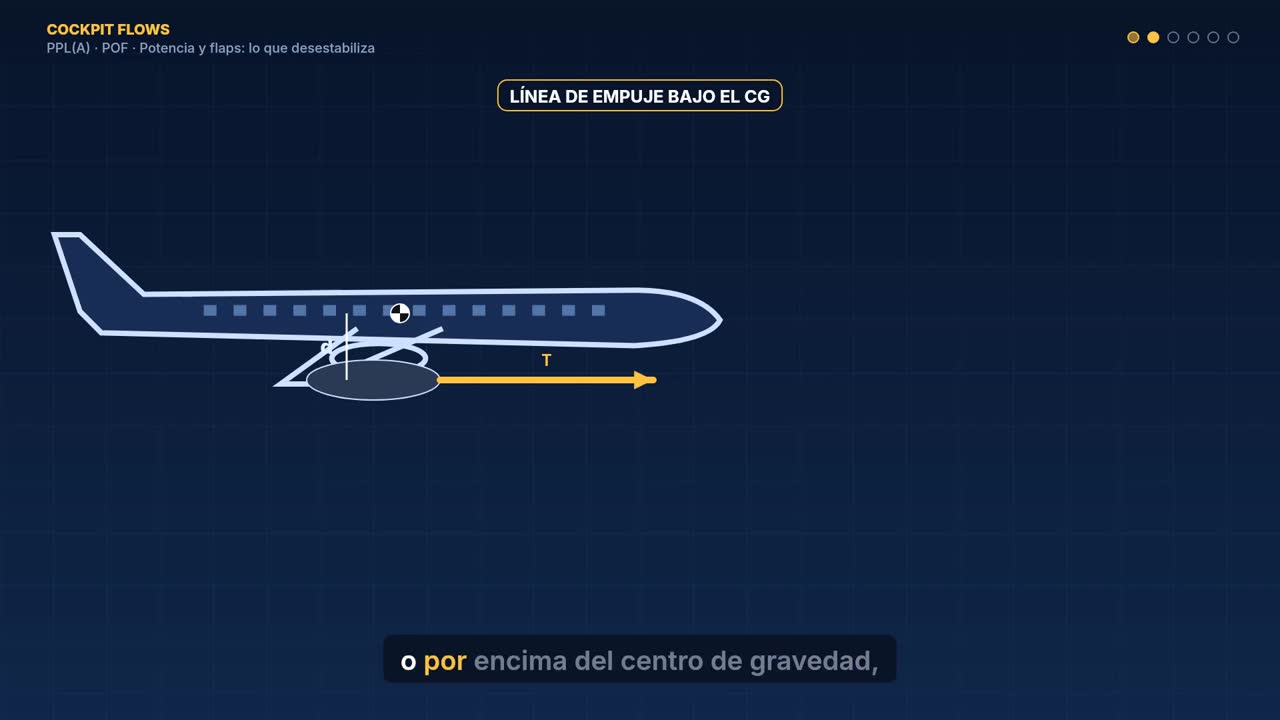 COCKPIT FLOWS
PPL(A) · POF · Potencia y flaps: lo que desestabiliza
LÍNEA DE EMPUJE BAJO EL CG
d
T
o por encima del centro de gravedad,